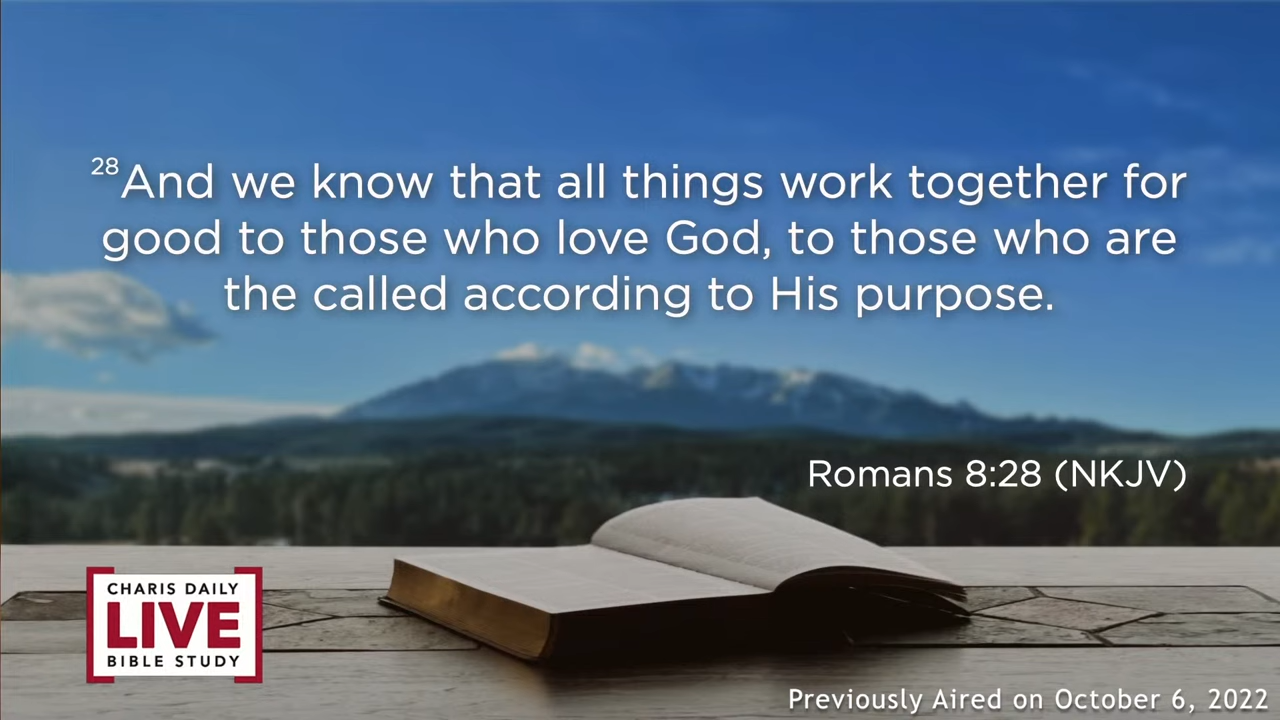 28And we know that all things work together for
good to those who love God, to those who are
the called according to His purpose.
Romans 8:28 (NKJV)
CHARIS DAILY
LIVE
BIBLE STUDY
Previously Aired on October 6, 2022